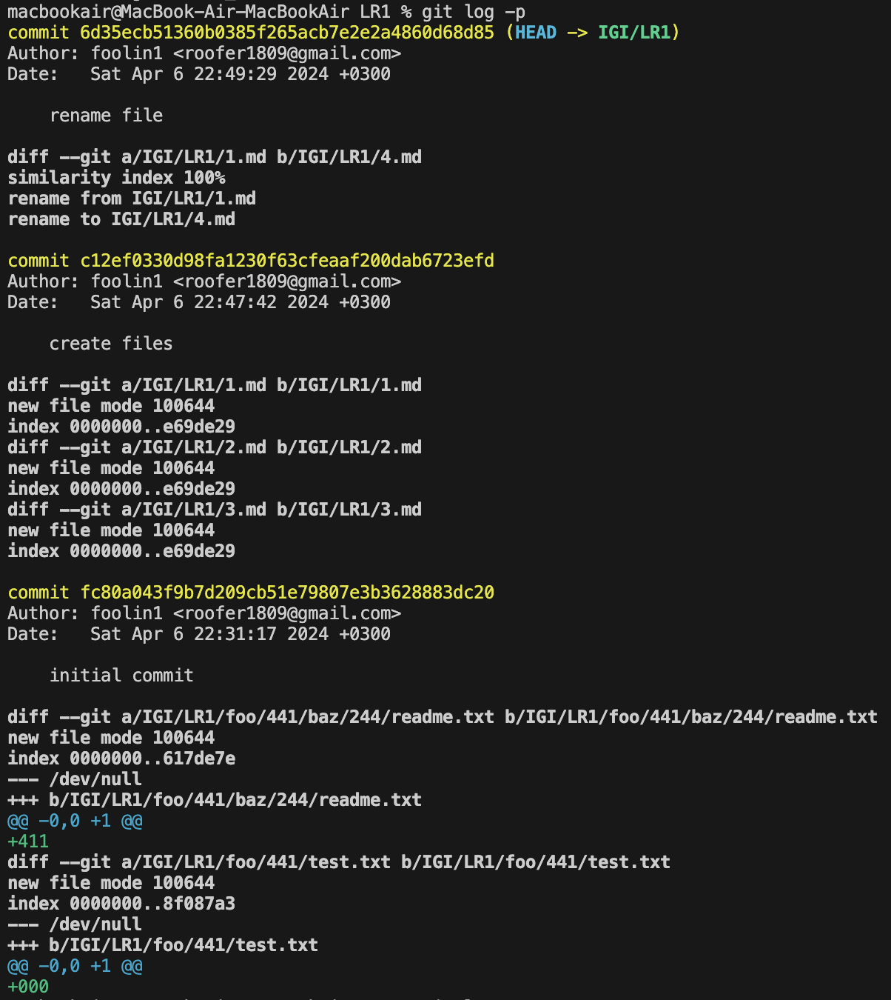 macbookair@MacBook-Air-MacBookAir LR1 % git log -p
commit 6d35ecb51360b0385f265acb7e2e2a4860d68d85 (HEAD -> IGI/LR1)
Author: foolin1 <roofer1809@gmail.com>
Date:   Sat Apr 6 22:49:29 2024 +0300
    rename file
diff --git a/IGI/LR1/1.md b/IGI/LR1/4.md
similarity index 100%
rename from IGI/LR1/1.md
rename to IGI/LR1/4.md
commit c12ef0330d98fa1230f63cfeaaf200dab6723efd
Author: foolin1 <roofer1809@gmail.com>
Date:   Sat Apr 6 22:47:42 2024 +0300
    create files
diff --git a/IGI/LR1/1.md b/IGI/LR1/1.md
new file mode 100644
index 0000000..e69de29
diff --git a/IGI/LR1/2.md b/IGI/LR1/2.md
new file mode 100644
index 0000000..e69de29
diff --git a/IGI/LR1/3.md b/IGI/LR1/3.md
new file mode 100644
index 0000000..e69de29
commit fc80a043f9b7d209cb51e79807e3b3628883dc20
Author: foolin1 <roofer1809@gmail.com>
Date:   Sat Apr 6 22:31:17 2024 +0300
    initial commit
diff --git a/IGI/LR1/foo/441/baz/244/readme.txt b/IGI/LR1/foo/441/baz/244/readme.txt
new file mode 100644
index 0000000..617de7e
--- /dev/null
+++ b/IGI/LR1/foo/441/baz/244/readme.txt
@@ -0,0 +1 @@
+411
diff --git a/IGI/LR1/foo/441/test.txt b/IGI/LR1/foo/441/test.txt
new file mode 100644
index 0000000..8f087a3
--- /dev/null
+++ b/IGI/LR1/foo/441/test.txt
@@ -0,0 +1 @@
+000